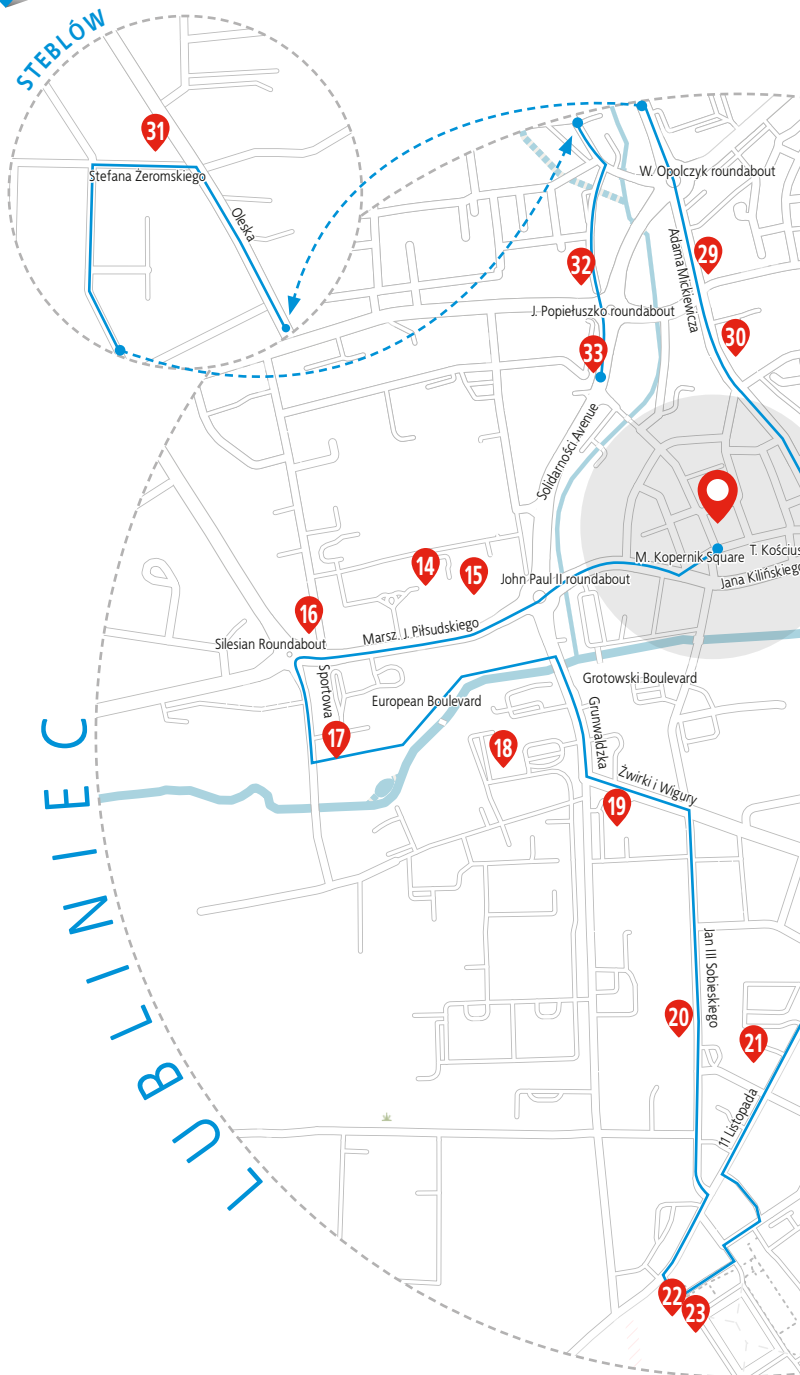 STEBLÓW
31
Stefana Żeromskiego
Oleska
W. Opolczyk roundabout
Adama Mickiewicza
29
32
J. Popiełuszko roundabout
30
33
Solidarności Avenue
M. Kopernik Square
T. Kościus
Jana Kilińskiego
14
15
John Paul II roundabout
16
Marsz. J. Piłsudskiego
Silesian Roundabout
Sportowa
European Boulevard
Grotowski Boulevard
17
18
Grunwaldzka
Żwirki i Wigury
19
LUBLINIEC
Jan III Sobieskiego
20
21
11 Listopada
22
23